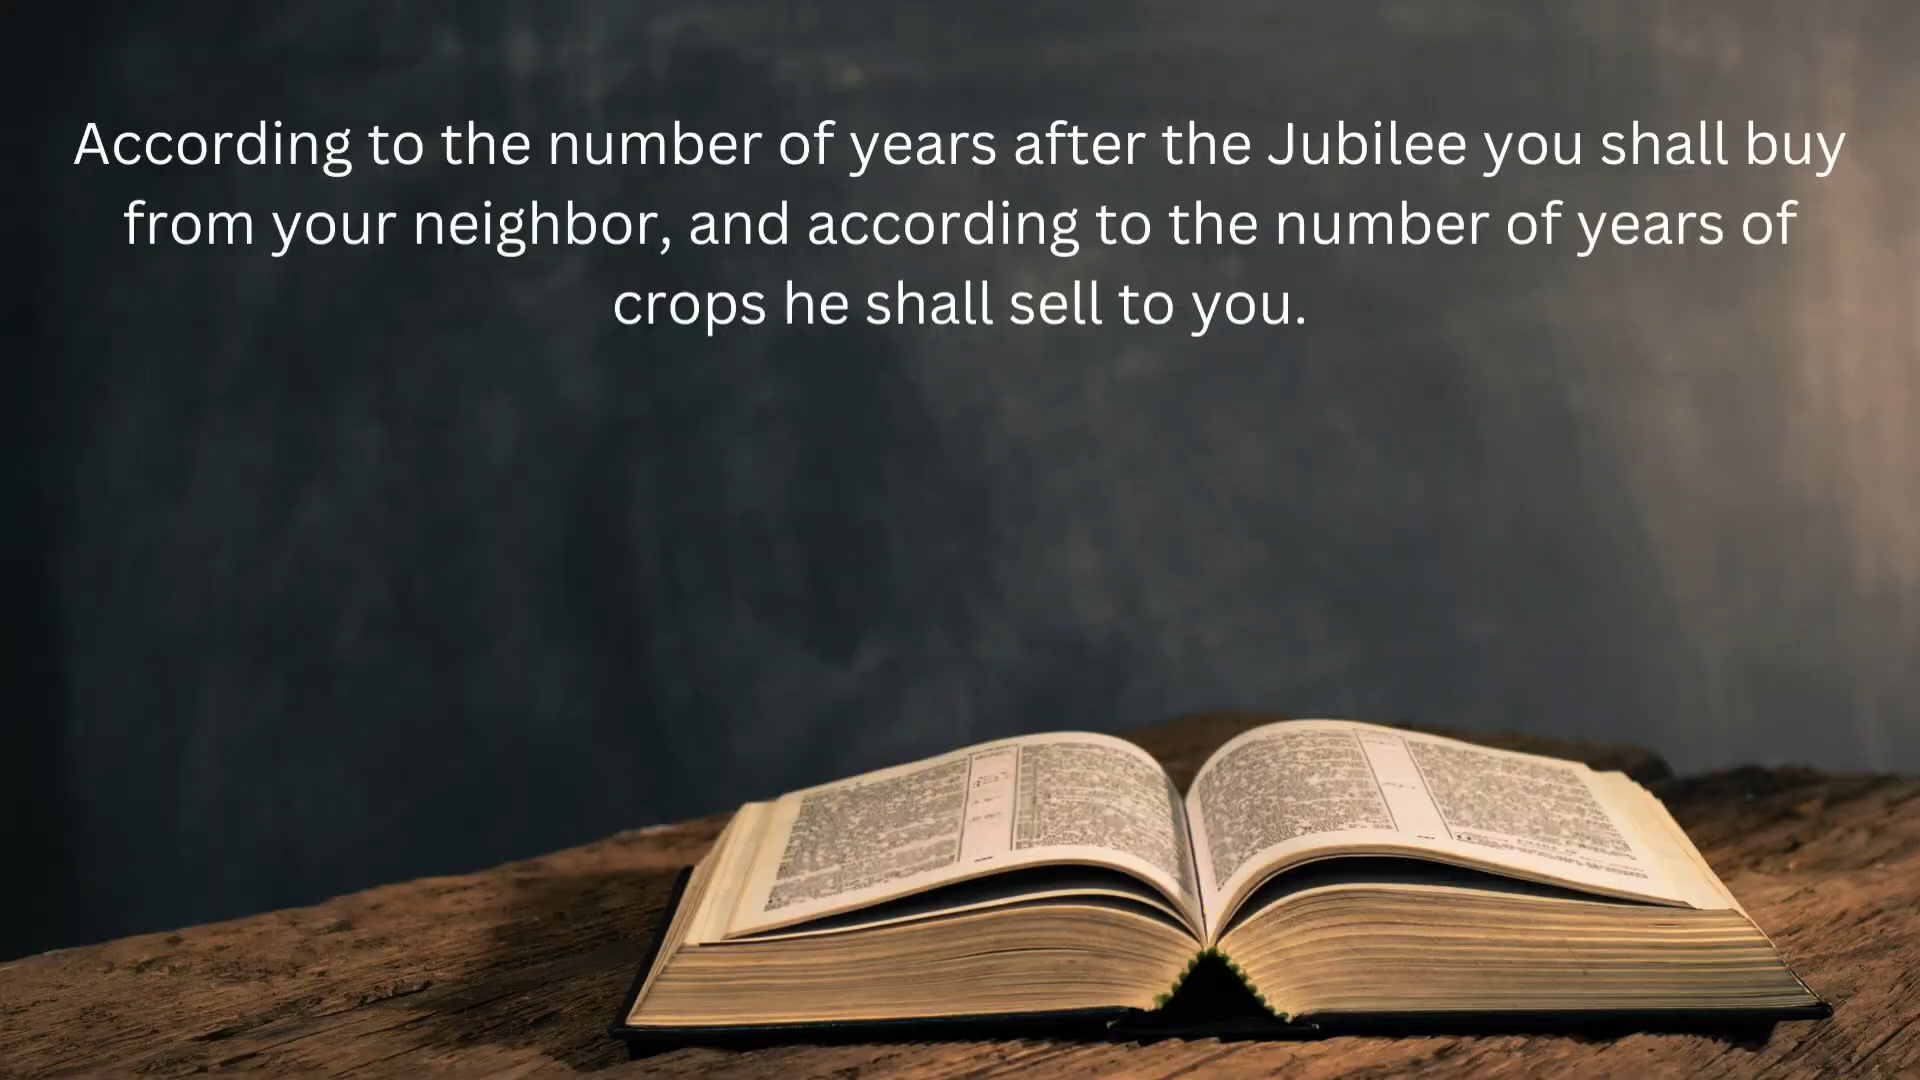 According to the number of years after the Jubilee you shall buy
from your neighbor, and according to the number of years of
crops he shall sell to you.